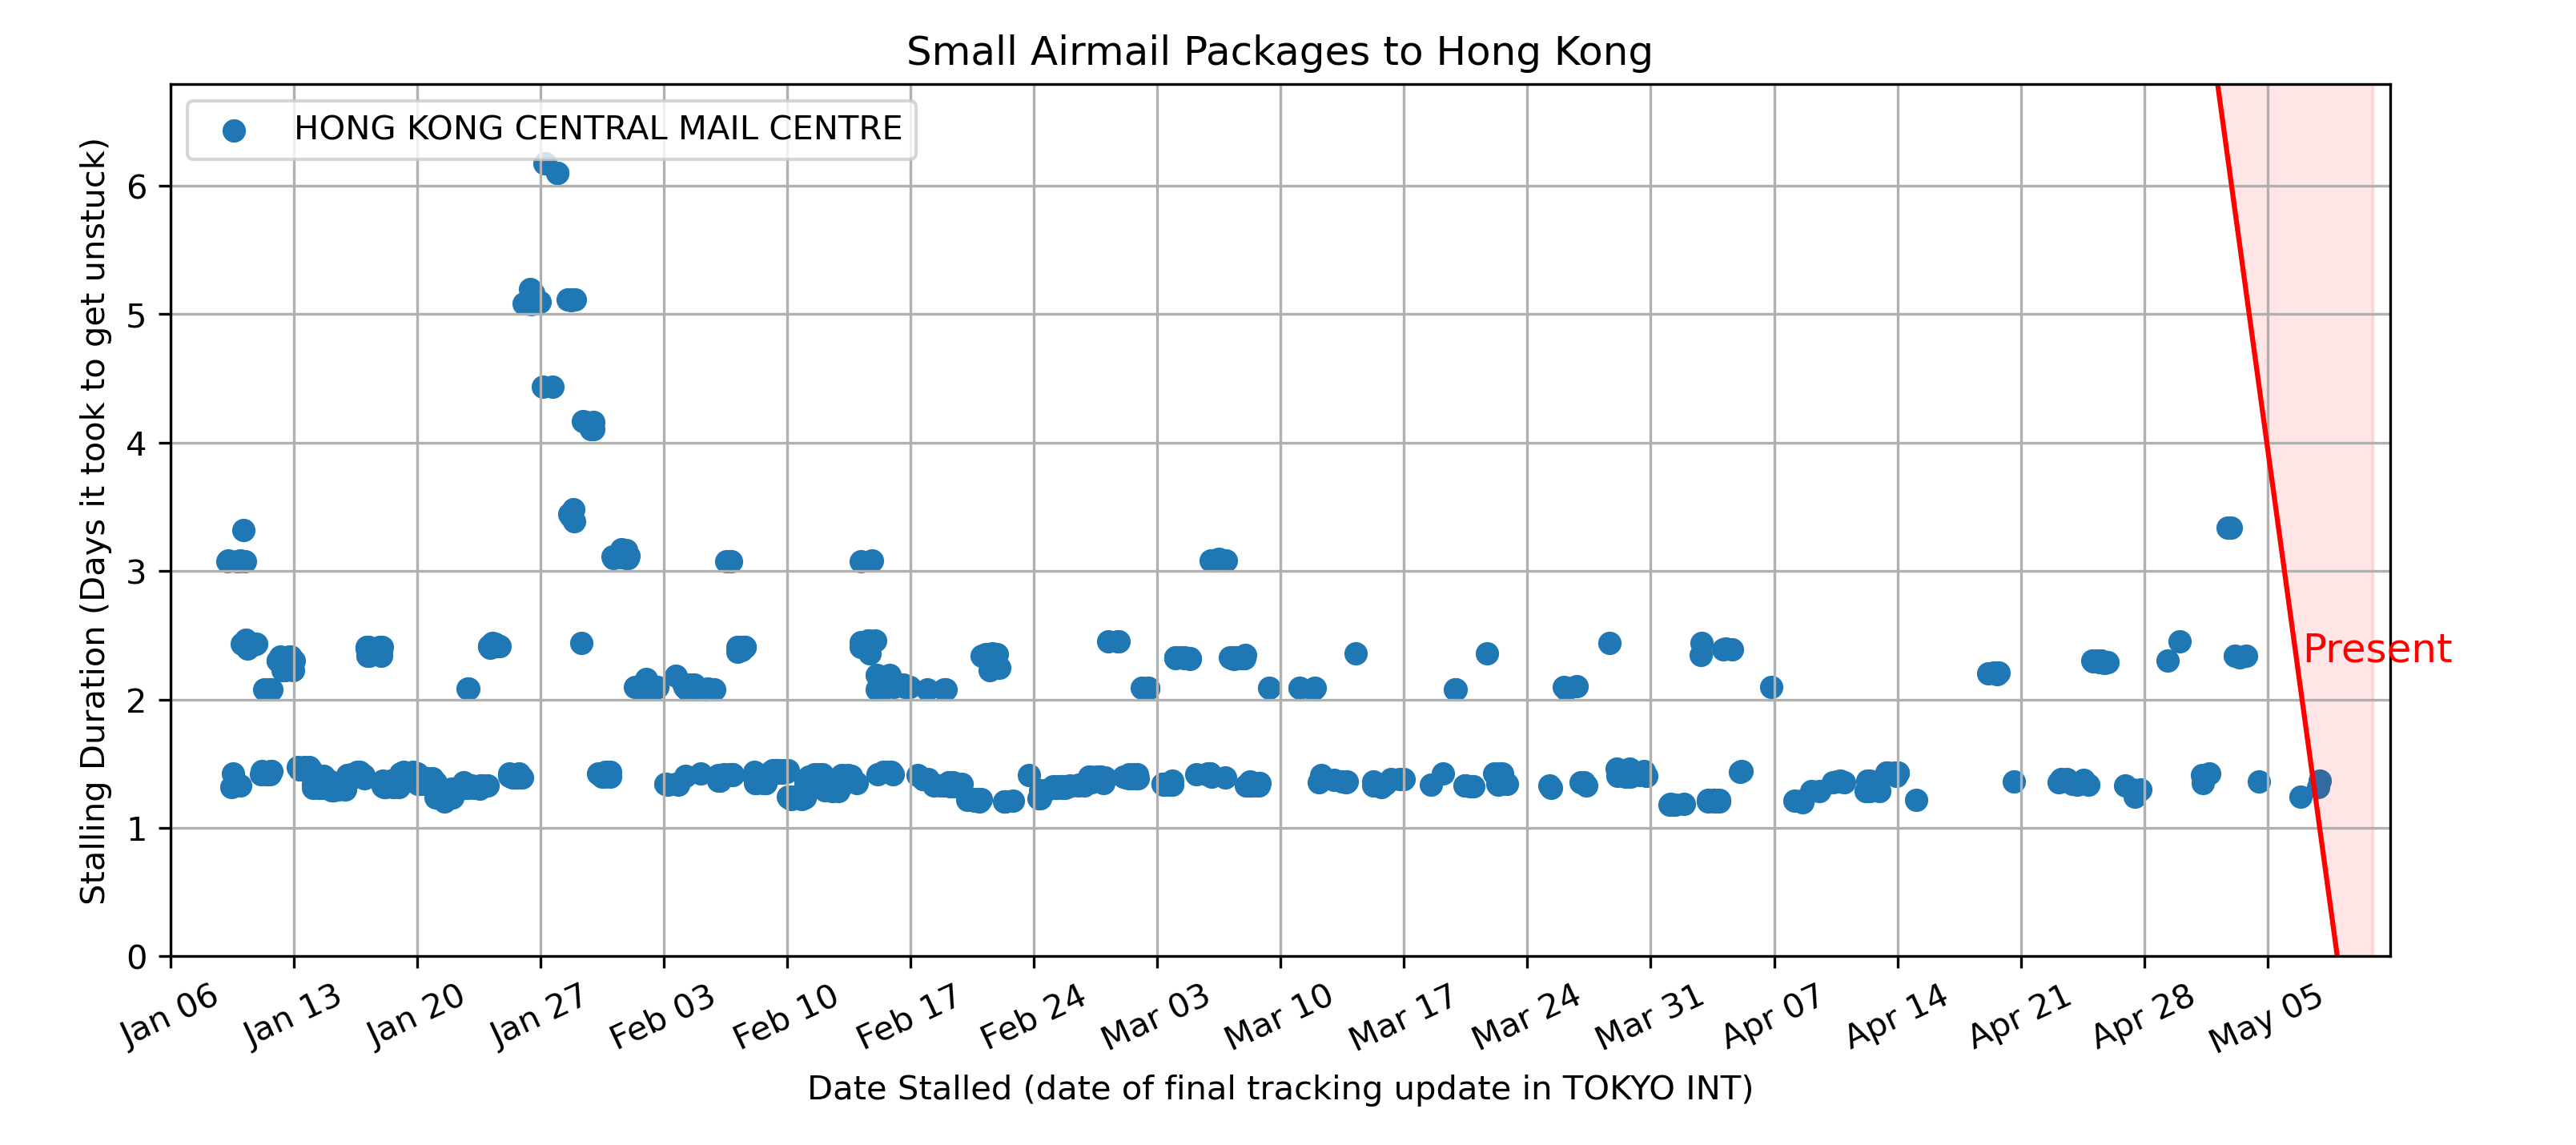 Small Airmail Packages to Hong Kong
HONG KONG CENTRAL MAIL CENTRE
Stalling Duration (Days it took to get unstuck)
6
5
4
3
2
1
0
Present
Jan 06
Jan 13
Jan 20
Jan 27
Feb 03
Feb 10
Feb 17
Feb 24
Mar 03
Mar 10
Mar 17
Mar 24
Mar 31
Apr 07
Apr 14
Apr 21
Apr 28
May 05
Date Stalled (date of final tracking update in TOKYO INT)